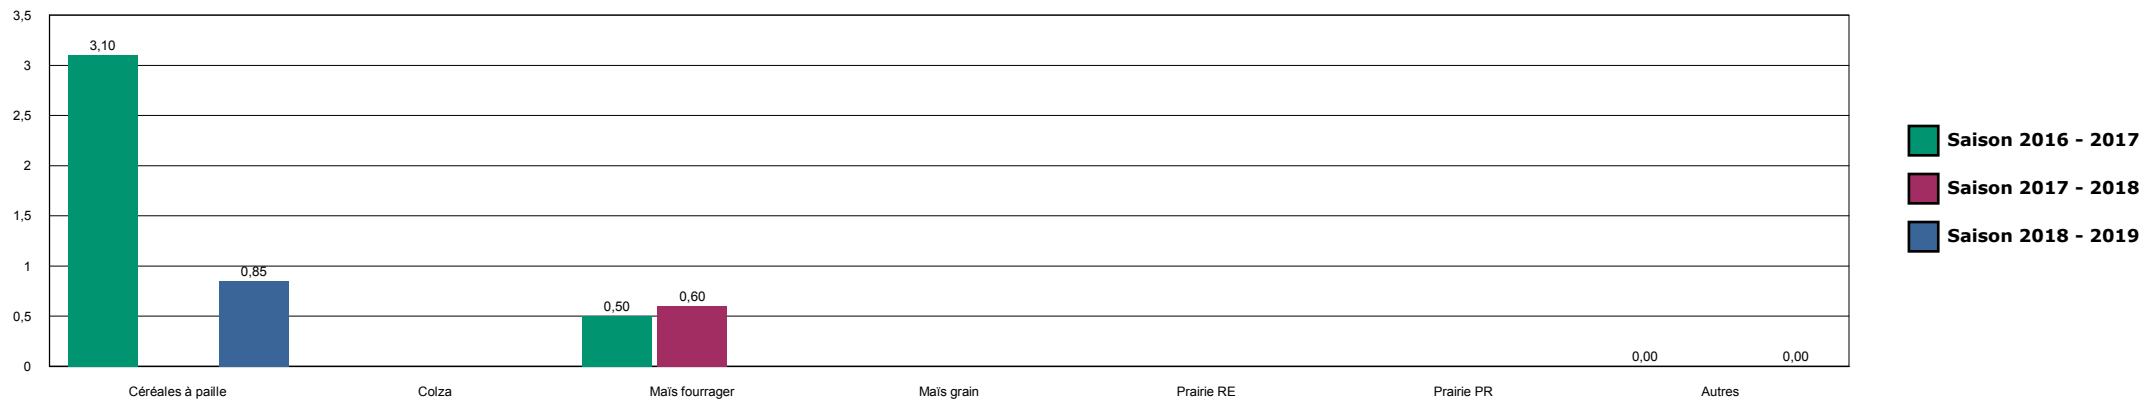 3,5
3
2,5
2
1,5
1
0,5
0
3,10
0,85
0,50
0,60
0,00
0,00
Céréales à paille
Colza
Maïs fourrager
Maïs grain
Prairie RE
Prairie PR
Autres
Saison 2016 - 2017
Saison 2017 - 2018
Saison 2018 - 2019